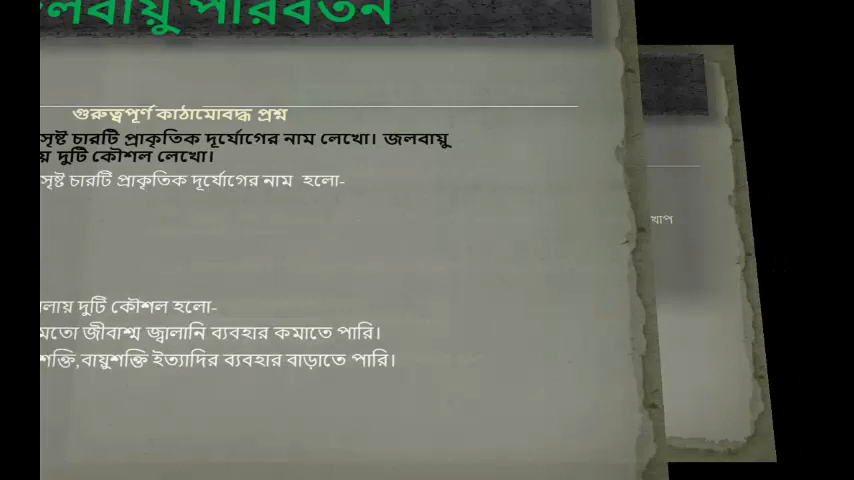 লবায়ু পরিবর্তন
গুরুত্বপূর্ণ কাঠামোবদ্ধ প্রশ্ন
সৃষ্ট চারটি প্রাকৃতিক দূর্যোগের নাম লেখো। জলবায়ু
য় দুটি কৌশল লেখো।
সৃষ্ট চারটি প্রাকৃতিক দূর্যোগের নাম হলো-
লায় দুটি কৌশল হলো-
মতো জীবাশ্ম জ্বালানি ব্যবহার কমাতে পারি।
শক্তি,বায়ুশক্তি ইত্যাদির ব্যবহার বাড়াতে পারি।
খাপ